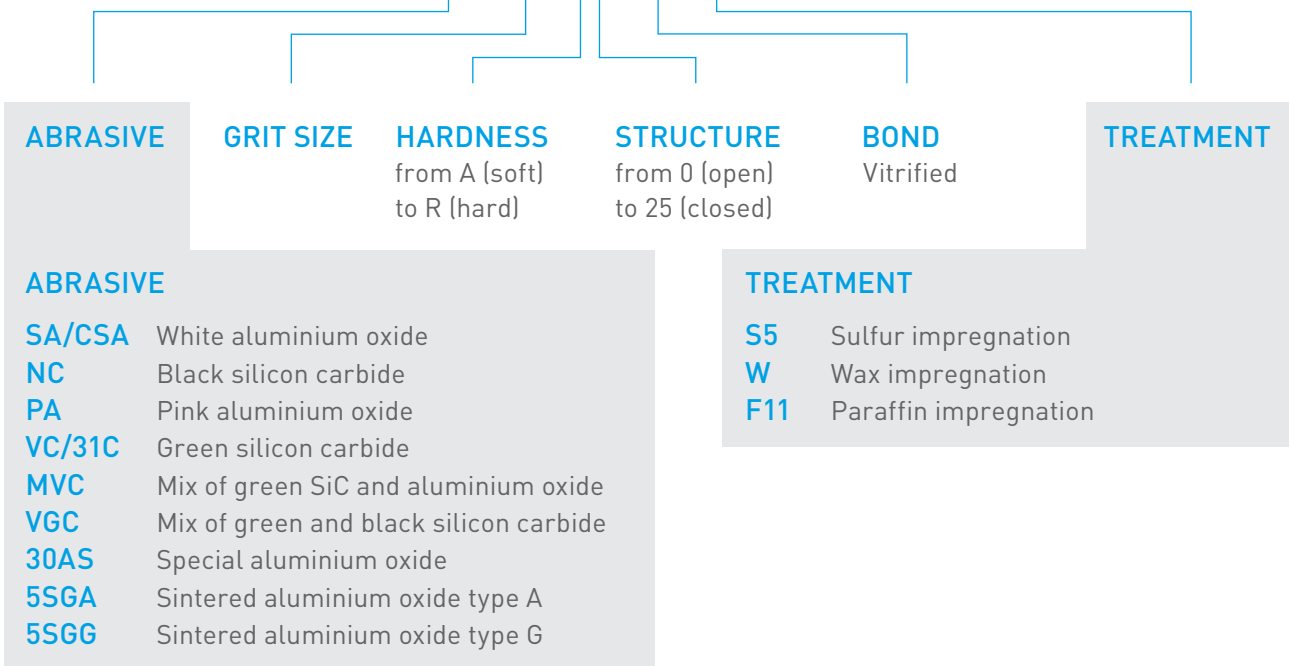 ABRASIVE GRIT SIZE HARDNESS STRUCTURE BOND TREATMENT
from A (soft) from 0 (open) Vitrified
to R (hard) to 25 (closed)
ABRASIVE
SA/CSA White aluminium oxide
NC Black silicon carbide
PA Pink aluminium oxide
VC/31C Green silicon carbide
MVC Mix of green SiC and aluminium oxide
VGC Mix of green and black silicon carbide
30AS Special aluminium oxide
5SGA Sintered aluminium oxide type A
5SGG Sintered aluminium oxide type G
TREATMENT
S5 Sulfur impregnation
W Wax impregnation
F11 Paraffin impregnation